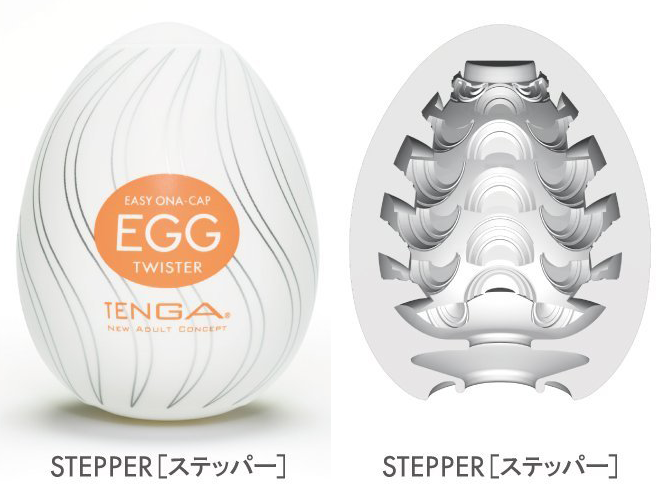 EASY ONA-CAP
EGG
TWISTER
TENGA®
NEW ADULT CONCEPT
STEPPER[ステッパー]
STEPPER[ステッパー]